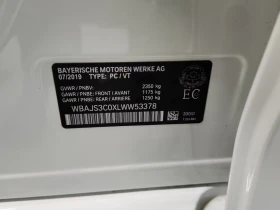 BAYERISCHE MOTOREN WERKE AG
07/2019 TYPE: PC / VT
GVWR / PNBV: 2350 kg
GAWR / PNBE: FRONT / AVANT 1175 kg
GAWR / PNBE: REAR / ARRIERE 1250 kg
EC
WBAJS3C0XLWW53378